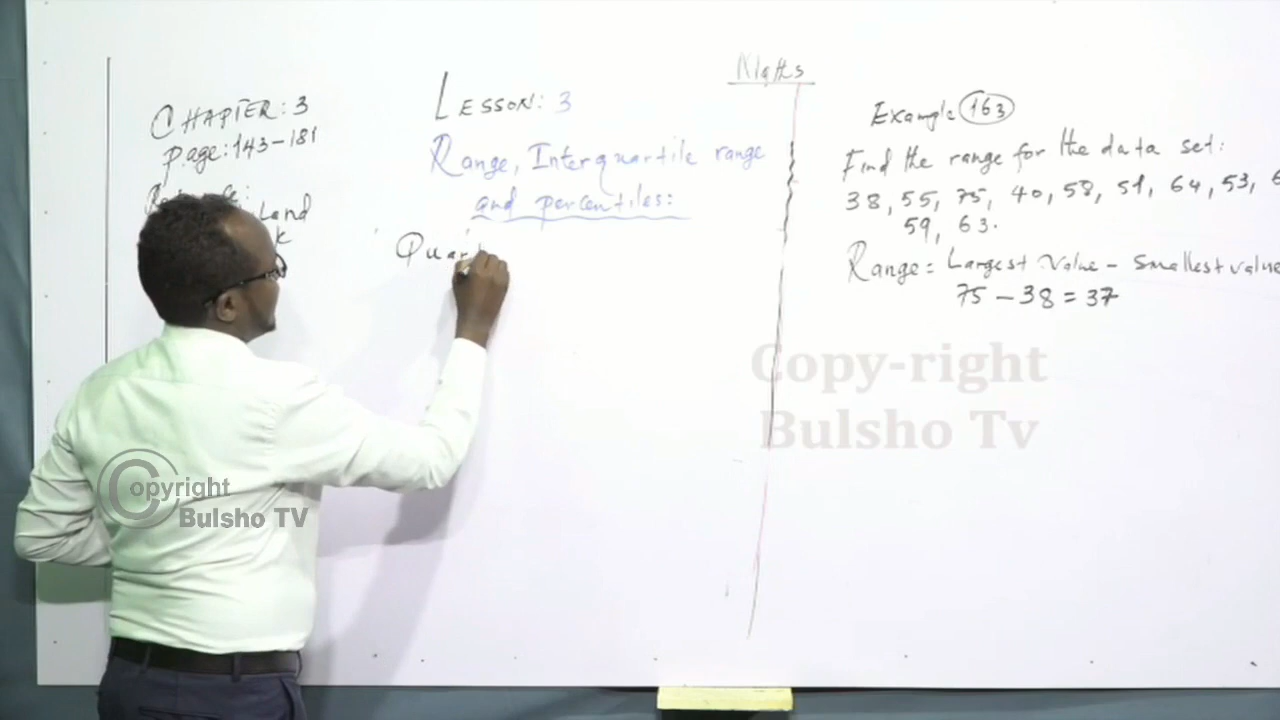 Maths
CHAPTER: 3
Page: 143-181
Land
LESSON: 3
Range, Interquartile range
and percentiles:
Quart
Example 163
Find the range for the data set:
38, 55, 75, 40, 58, 51, 64, 53, 6
59, 63.
Range = Largest value - smallest value
75 - 38 = 37
Copy-right
Bulsho Tv
Copyright
Bulsho TV